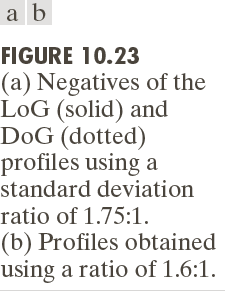 a b
FIGURE 10.23
(a) Negatives of the
LoG (solid) and
DoG (dotted)
profiles using a
standard deviation
ratio of 1.75:1.
(b) Profiles obtained
using a ratio of 1.6:1.